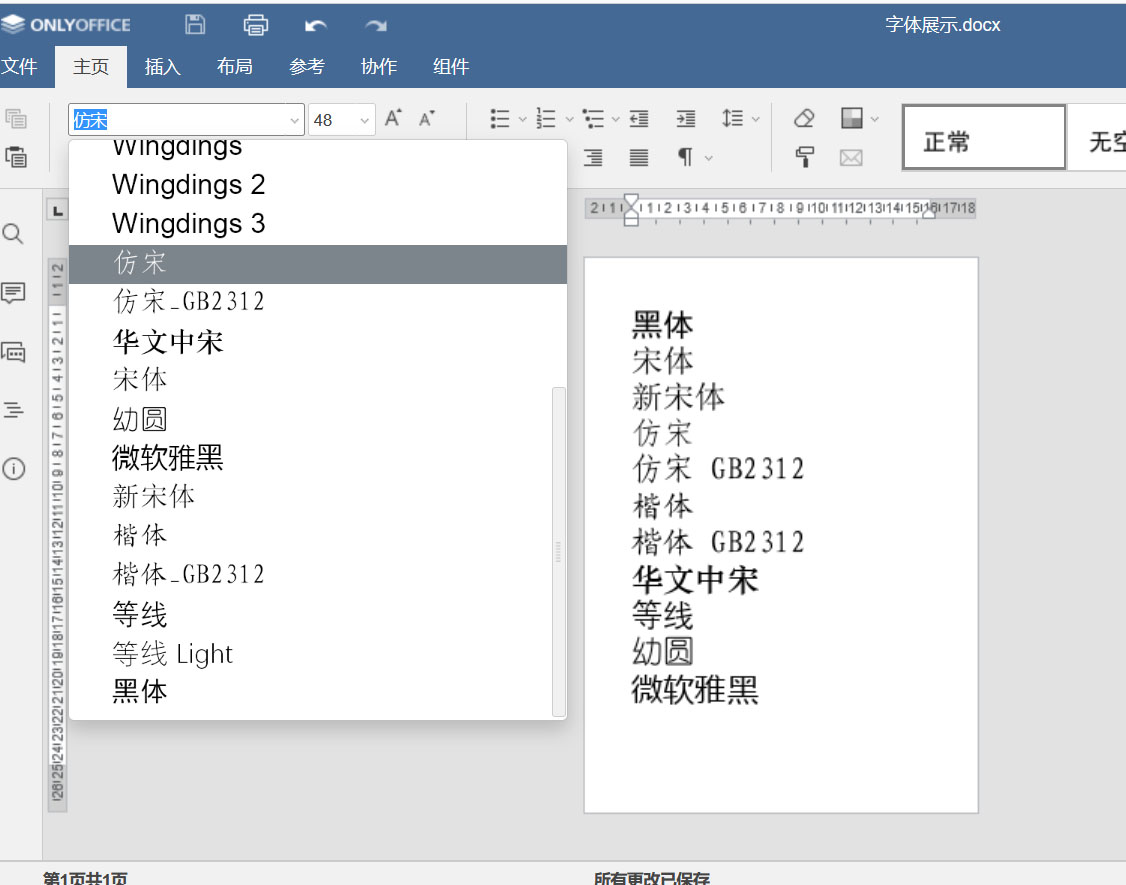 ONLYOFFICE
字体展示.docx
文件 主页 插入 布局 参考 协作 组件
仿宋 48
正常 无空
Wingdings
Wingdings 2
Wingdings 3
仿宋
仿宋_GB2312
华文中宋
宋体
幼圆
微软雅黑
新宋体
楷体
楷体_GB2312
等线
等线 Light
黑体
黑体
宋体
新宋体
仿宋
仿宋 GB2312
楷体
楷体 GB2312
华文中宋
等线
幼圆
微软雅黑
第1页共1页 所有更改已保存